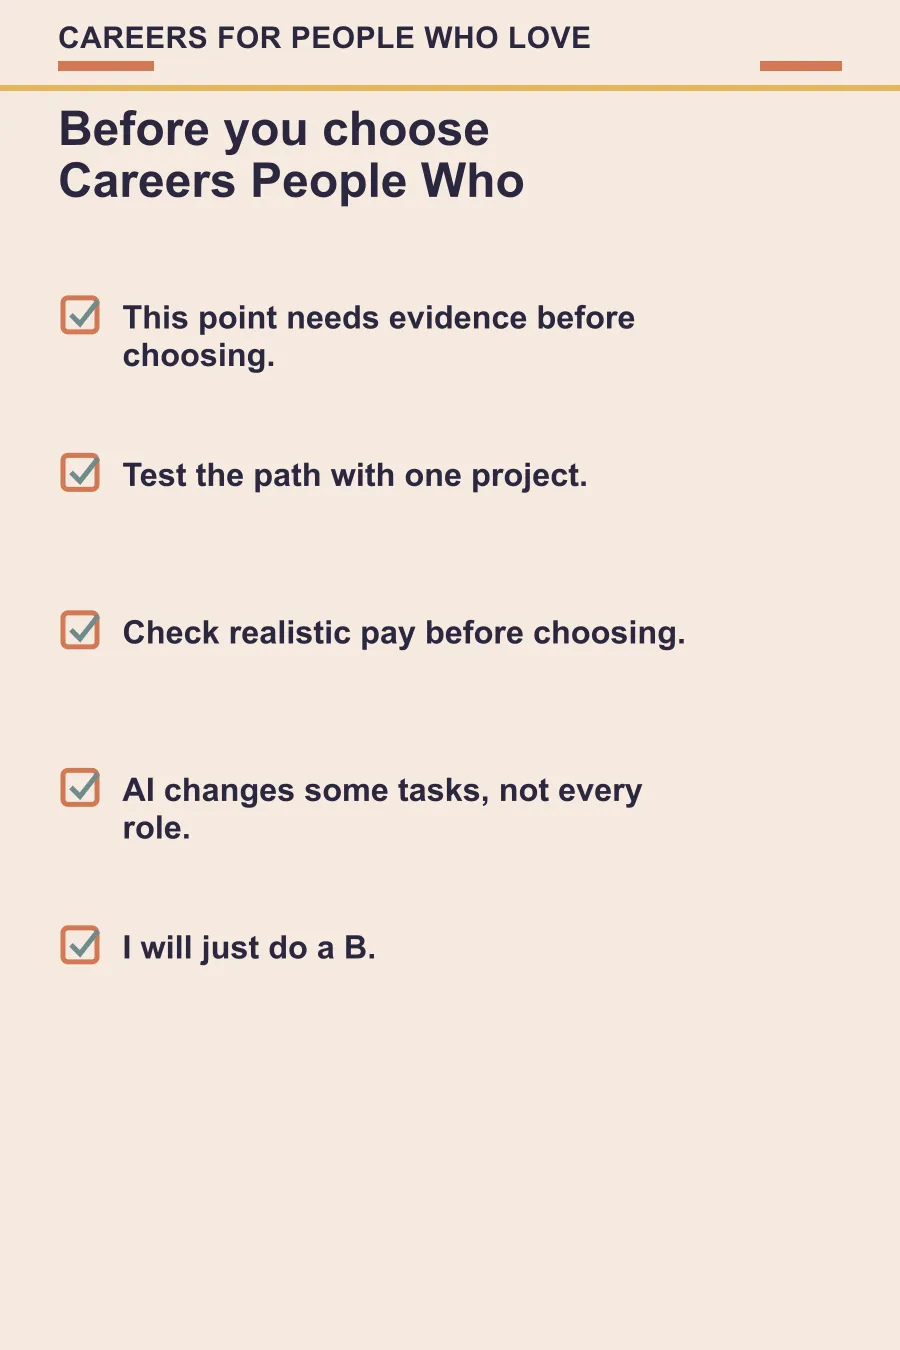 CAREERS FOR PEOPLE WHO LOVE
Before you choose
Careers People Who
This point needs evidence before
choosing.
Test the path with one project.
Check realistic pay before choosing.
AI changes some tasks, not every
role.
I will just do a B.